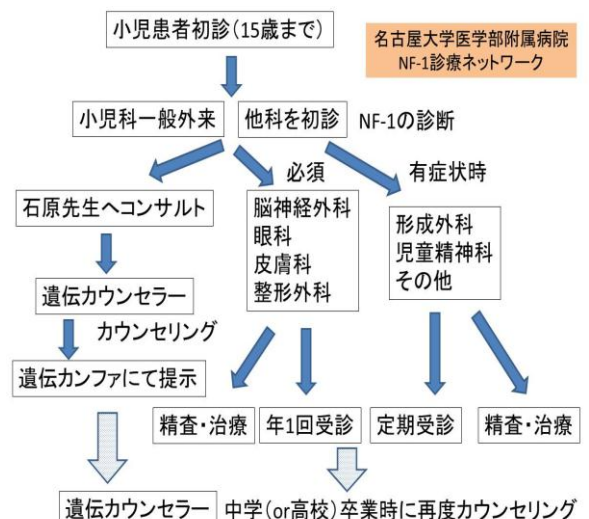 小児患者初診(15歳まで)
名古屋大学医学部附属病院
NF-1診療ネットワーク
小児科一般外来
他科を初診
NF-1の診断
必須
有症状時
石原先生へコンサルト
脳神経外科
眼科
皮膚科
整形外科
形成外科
児童精神科
その他
遺伝カウンセラー
カウンセリング
遺伝カンファにて提示
精査・治療
年1回受診
定期受診
精査・治療
遺伝カウンセラー
中学(or高校)卒業時に再度カウンセリング